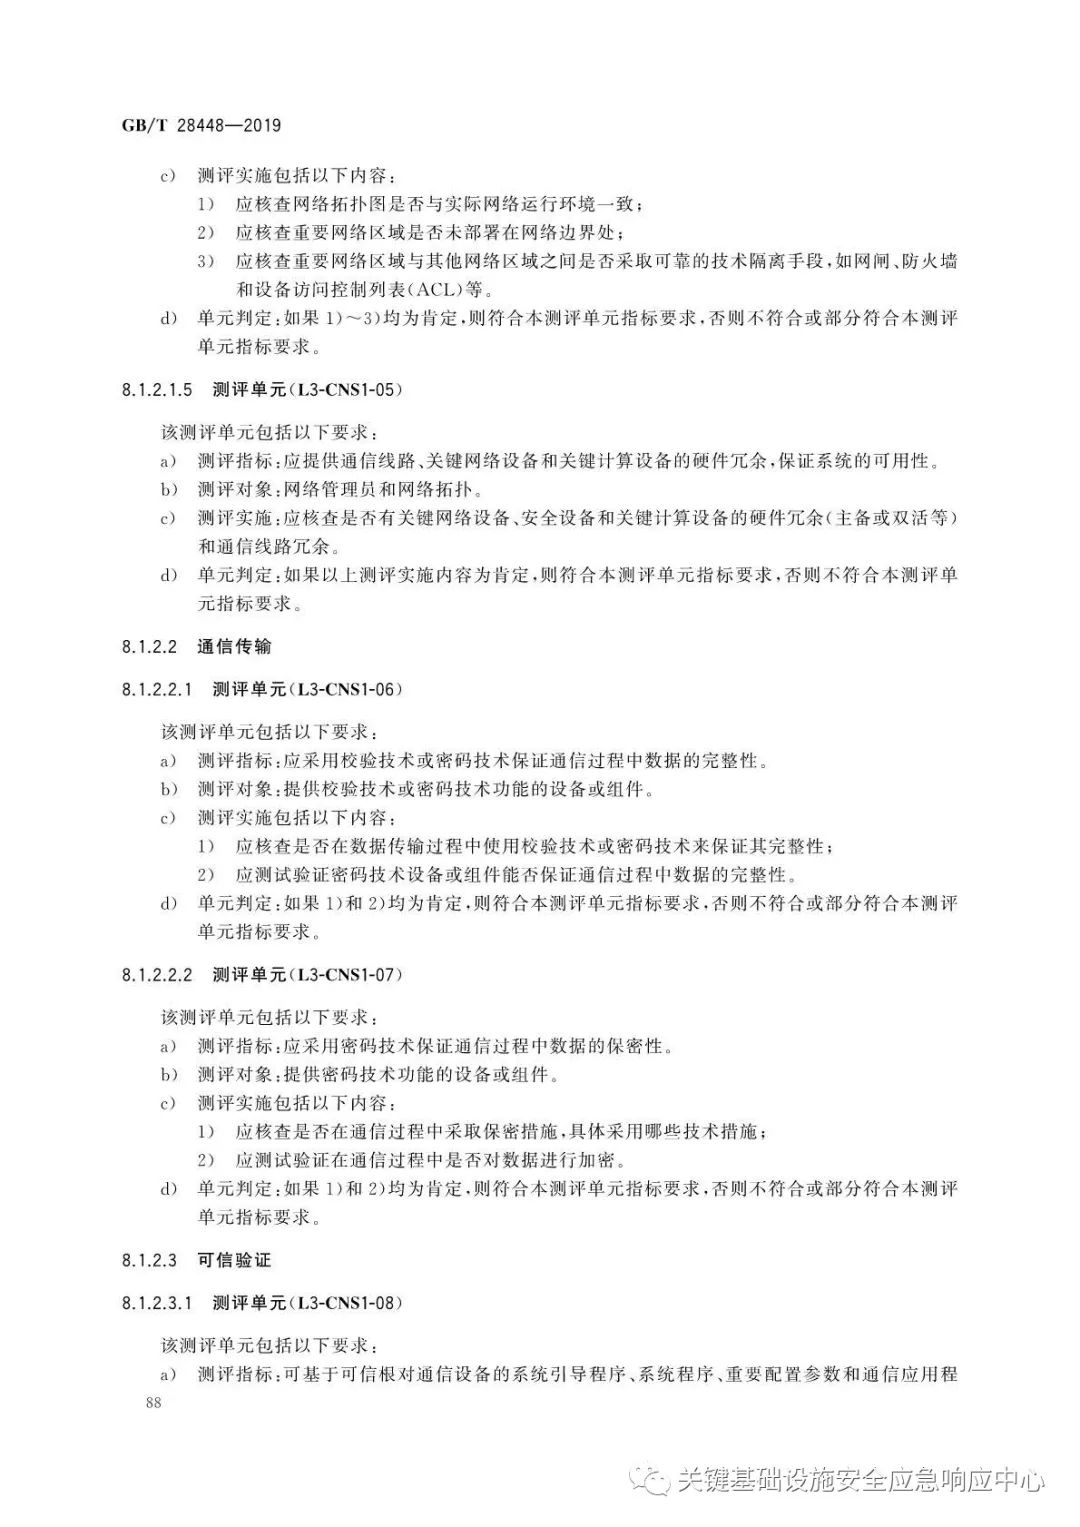 GB/T 28448—2019
c) 测评实施包括以下内容:
1) 应核查网络拓扑图是否与实际网络运行环境一致;
2) 应核查重要网络区域是否未部署在网络边界处;
3) 应核查重要网络区域与其他网络区域之间是否采取可靠的技术隔离手段,如网闸、防火墙
和设备访问控制列表(ACL)等。
d) 单元判定:如果1)~3)均为肯定,则符合本测评单元指标要求,否则不符合或部分符合本测评
单元指标要求。
8.1.2.1.5 测评单元(L3-CNS1-05)
该测评单元包括以下要求:
a) 测评指标:应提供通信线路、关键网络设备和关键计算设备的硬件冗余,保证系统的可用性。
b) 测评对象:网络管理员和网络拓扑。
c) 测评实施:应核查是否有关键网络设备、安全设备和关键计算设备的硬件冗余(主备或双活等)
和通信线路冗余。
d) 单元判定:如果以上测评实施内容为肯定,则符合本测评单元指标要求,否则不符合本测评单
元指标要求。
8.1.2.2 通信传输
8.1.2.2.1 测评单元(L3-CNS1-06)
该测评单元包括以下要求:
a) 测评指标:应采用校验技术或密码技术保证通信过程中数据的完整性。
b) 测评对象:提供校验技术或密码技术功能的设备或组件。
c) 测评实施包括以下内容:
1) 应核查是否在数据传输过程中使用校验技术或密码技术来保证其完整性;
2) 应测试验证密码技术设备或组件能否保证通信过程中数据的完整性。
d) 单元判定:如果1)和2)均为肯定,则符合本测评单元指标要求,否则不符合或部分符合本测评
单元指标要求。
8.1.2.2.2 测评单元(L3-CNS1-07)
该测评单元包括以下要求:
a) 测评指标:应采用密码技术保证通信过程中数据的保密性。
b) 测评对象:提供密码技术功能的设备或组件。
c) 测评实施包括以下内容:
1) 应核查是否在通信过程中采取保密措施,具体采用哪些技术措施;
2) 应测试验证在通信过程中是否对数据进行加密。
d) 单元判定:如果1)和2)均为肯定,则符合本测评单元指标要求,否则不符合或部分符合本测评
单元指标要求。
8.1.2.3 可信验证
8.1.2.3.1 测评单元(L3-CNS1-08)
该测评单元包括以下要求:
a) 测评指标:可基于可信根对通信设备的系统引导程序、系统程序、重要配置参数和通信应用程
88
关键基础设施安全应急响应中心